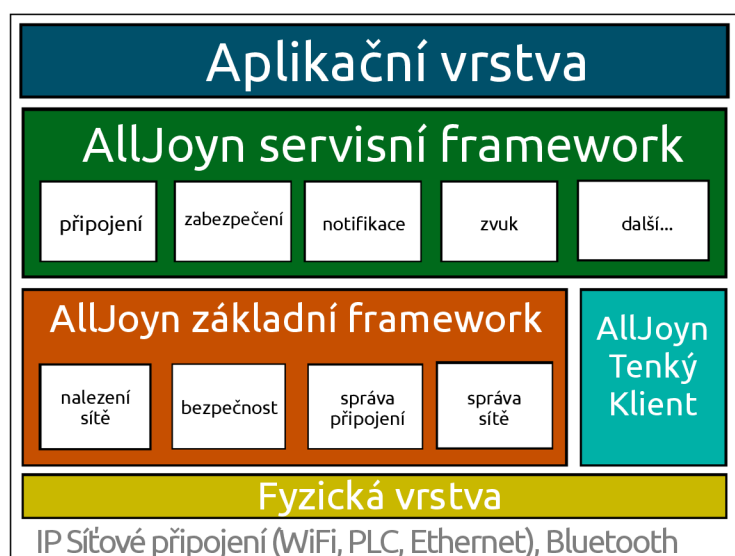 Aplikační vrstva
AllJoyn servisní framework
připojení
zabezpečení
notifikace
zvuk
další...
AllJoyn základní framework
nalezení
sítě
bezpečnost
správa
připojení
správa
sítě
AllJoyn
Tenký
Klient
Fyzická vrstva
IP Síťové připojení (WiFi, PLC, Ethernet), Bluetooth